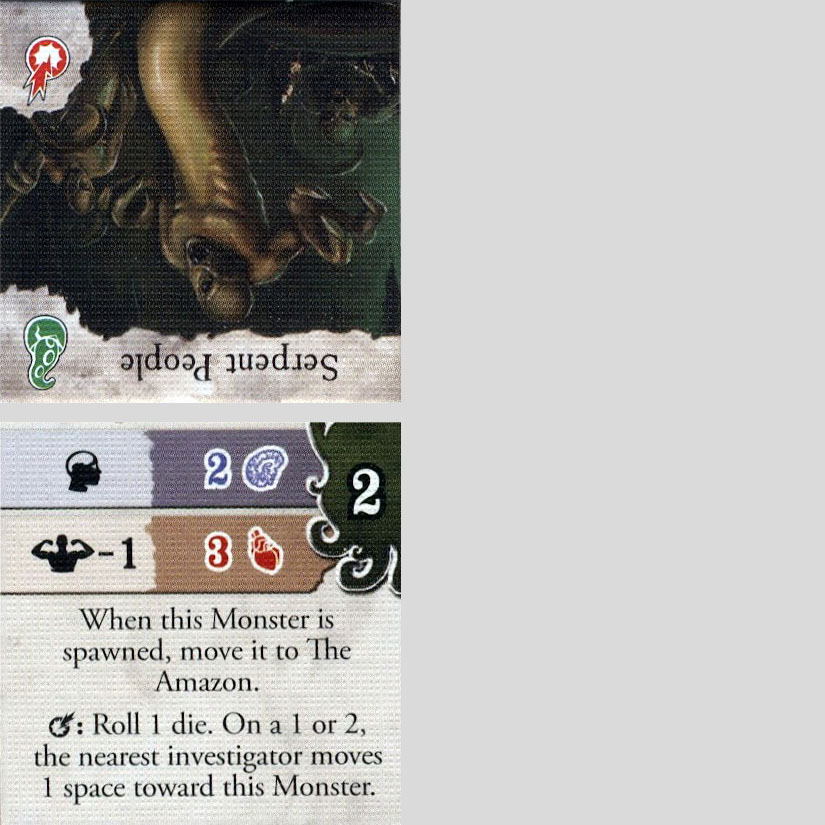 Serpent People
2
2
-1
3
When this Monster is
spawned, move it to The
Amazon.
: Roll 1 die. On a 1 or 2,
the nearest investigator moves
1 space toward this Monster.